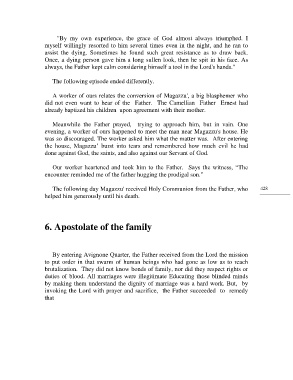 "By my own experience, the grace of God almost always triumphed. I
myself willingly resorted to him several times even in the night, and he ran to
assist the dying. Sometimes he found such great resistance as to draw back.
Once, a dying person gave him a long sullen look, then he spit in his face. As
always, the Father kept calm considering himself a tool in the Lord's hands."
The following episode ended differently.
A worker of ours relates the conversion of Magazzu', a big blasphemer who
did not even want to hear of the Father. The Camellian Father Ernest had
already baptized his children upon agreement with their mother.
Meanwhile the Father prayed, trying to approach him, but in vain. One
evening, a worker of ours happened to meet the man near Magazzu's home. He
was so discouraged. The worker asked him what the matter was. After entering
the house, Magazzu' burst into tears and remembered how much evil he had
done against God, the saints, and also against our Servant of God.
Our worker heartened and took him to the Father. Says the witness, "The
encounter reminded me of the father hugging the prodigal son."
The following day Magazzu' received Holy Communion from the Father, who
helped him generously until his death.
428
6. Apostolate of the family
By entering Avignone Quarter, the Father received from the Lord the mission
to put order in that swarm of human beings who had gone as low as to reach
brutalization. They did not know bonds of family, nor did they respect rights or
duties of blood. All marriages were illegitimate Educating those blinded minds
by making them understand the dignity of marriage was a hard work. But, by
invoking the Lord with prayer and sacrifice, the Father succeeded to remedy
that